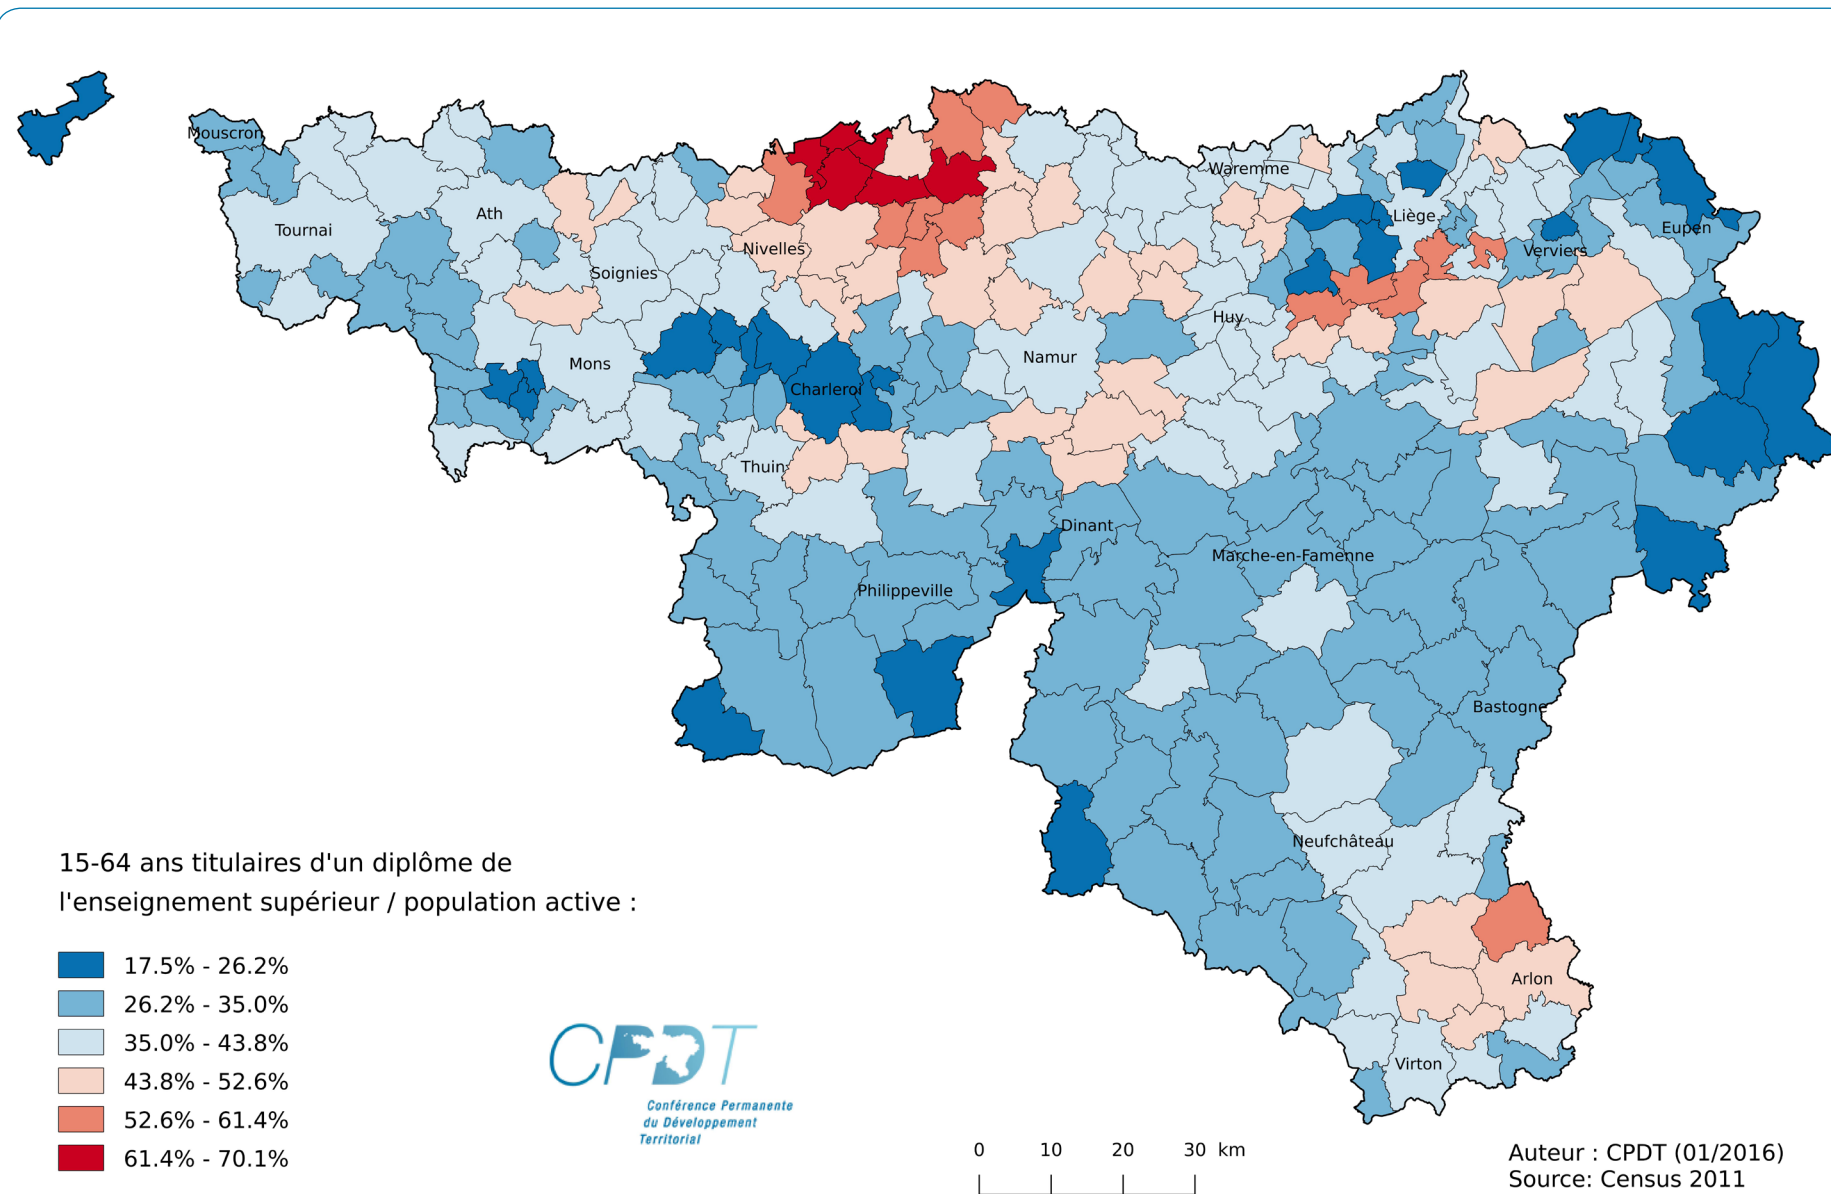 Mouscron
Waremme
Ath
Liège
Tournai
Eupen
Nivelles
Verviers
Soignies
Huy
Namur
Mons
Charleroi
Thuin
Dinant
Marche-en-Famenne
Philippeville
Bastogne
Neufchâteau
Arlon
Virton
15-64 ans titulaires d'un diplôme de
l'enseignement supérieur / population active :
17.5% - 26.2%
26.2% - 35.0%
35.0% - 43.8%
43.8% - 52.6%
52.6% - 61.4%
61.4% - 70.1%
CPDT
Conférence Permanente
du Développement
Territorial
0 10 20 30 km
Auteur : CPDT (01/2016)
Source: Census 2011